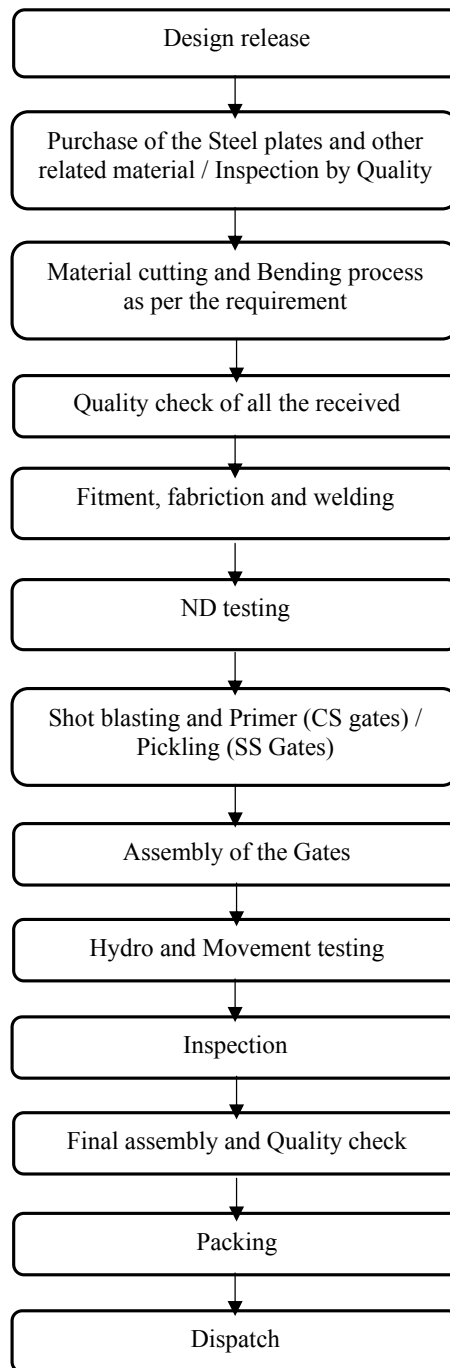 Design release
Purchase of the Steel plates and other
related material / Inspection by Quality
Material cutting and Bending process
as per the requirement
Quality check of all the received
Fitment, fabriction and welding
ND testing
Shot blasting and Primer (CS gates) /
Pickling (SS Gates)
Assembly of the Gates
Hydro and Movement testing
Inspection
Final assembly and Quality check
Packing
Dispatch